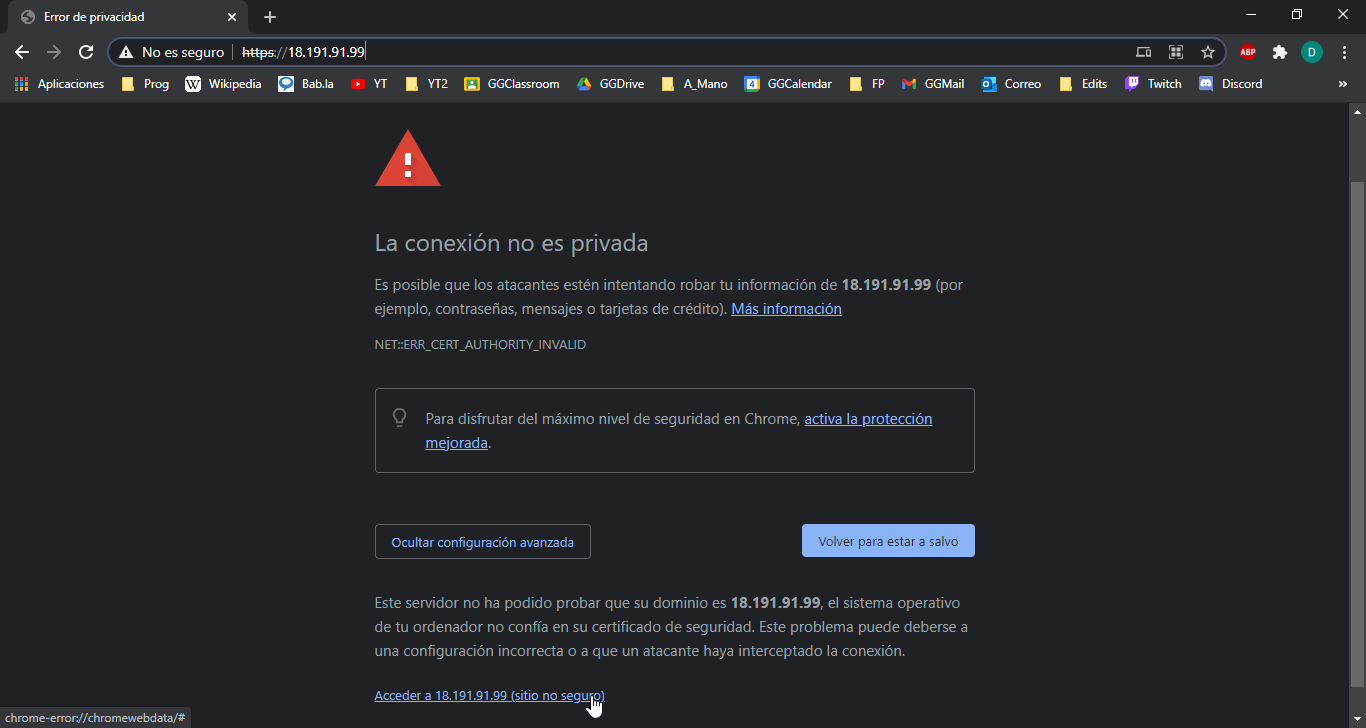 Error de privacidad
No es seguro https://18.191.91.99 ABP D
Aplicaciones Prog W Wikipedia Bab.la YT YT2 GGClassroom GGDrive A_Mano 4 GGCalendar FP GGMail Correo Edits Twitch Discord »
La conexión no es privada
Es posible que los atacantes estén intentando robar tu información de 18.191.91.99 (por
ejemplo, contraseñas, mensajes o tarjetas de crédito). Más información
NET::ERR_CERT_AUTHORITY_INVALID
Para disfrutar del máximo nivel de seguridad en Chrome, activa la protección
mejorada.
Ocultar configuración avanzada
Volver para estar a salvo
Este servidor no ha podido probar que su dominio es 18.191.91.99, el sistema operativo
de tu ordenador no confía en su certificado de seguridad. Este problema puede deberse a
una configuración incorrecta o a que un atacante haya interceptado la conexión.
Acceder a 18.191.91.99 (sitio no seguro)
chrome-error://chromewebdata/#